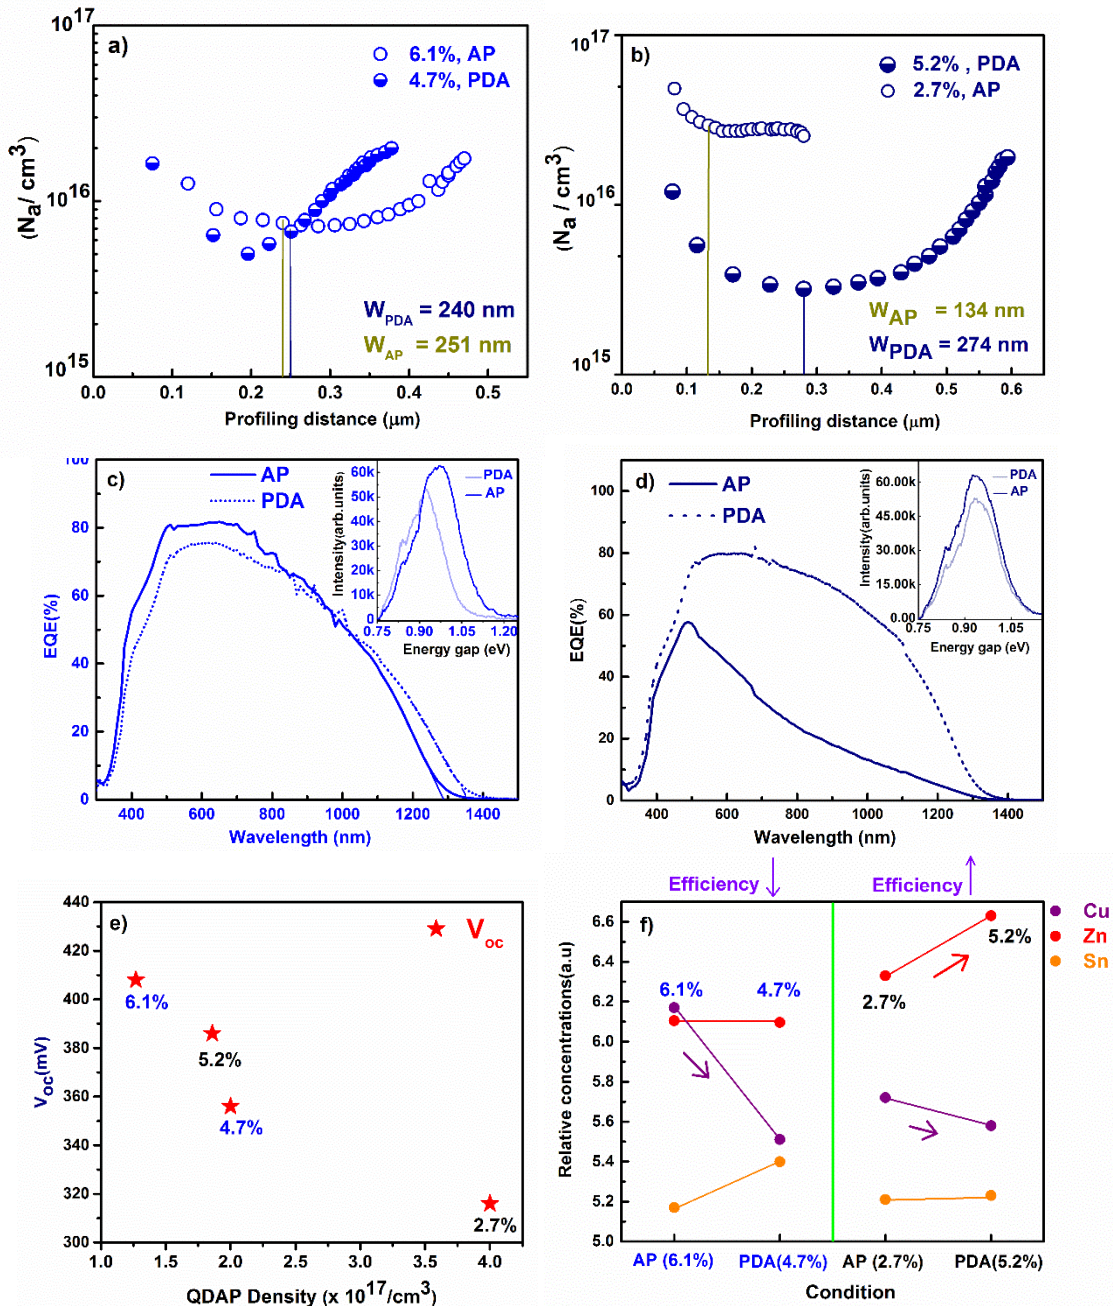 a)
10^17
10^16
10^15
(N_a/ cm^3)
6.1%, AP
4.7%, PDA
W_PDA = 240 nm
W_AP = 251 nm
0.0 0.1 0.2 0.3 0.4 0.5
Profiling distance (μm)
b)
10^17
10^16
10^15
(N_a/ cm^3)
5.2% , PDA
2.7%, AP
W_AP = 134 nm
W_PDA = 274 nm
0.0 0.1 0.2 0.3 0.4 0.5 0.6
Profiling distance (μm)
c)
100
80
60
40
20
0
EQE(%)
AP
PDA
400 600 800 1000 1200 1400
Wavelength (nm)
60k
50k
40k
30k
20k
10k
0
Intensity(arb.units)
PDA
AP
0.75 0.90 1.05 1.20
Energy gap (eV)
d)
100
80
60
40
20
0
EQE(%)
AP
PDA
400 600 800 1000 1200 1400
Wavelength (nm)
60.00k
45.00k
30.00k
15.00k
0.00
Intensity(arb.units)
PDA
AP
0.75 0.90 1.05
Energy gap (eV)
e)
440
420
400
380
360
340
320
300
V_oc(mV)
V_oc
6.1%
5.2%
4.7%
2.7%
1.0 1.5 2.0 2.5 3.0 3.5 4.0
QDAP Density (x 10^17/cm^3)
Efficiency
Efficiency
f)
6.6
6.4
6.2
6.0
5.8
5.6
5.4
5.2
5.0
Relative concentrations(a.u)
6.1%
4.7%
2.7%
5.2%
Cu
Zn
Sn
AP (6.1%) PDA(4.7%) AP (2.7%) PDA(5.2%)
Condition